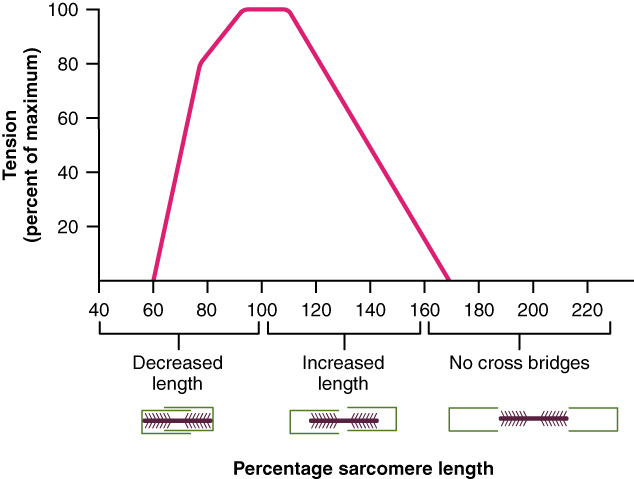 Tension
(percent of maximum)
100
80
60
40
20
40 60 80 100 120 140 160 180 200 220
Decreased
length
Increased
length
No cross bridges
Percentage sarcomere length